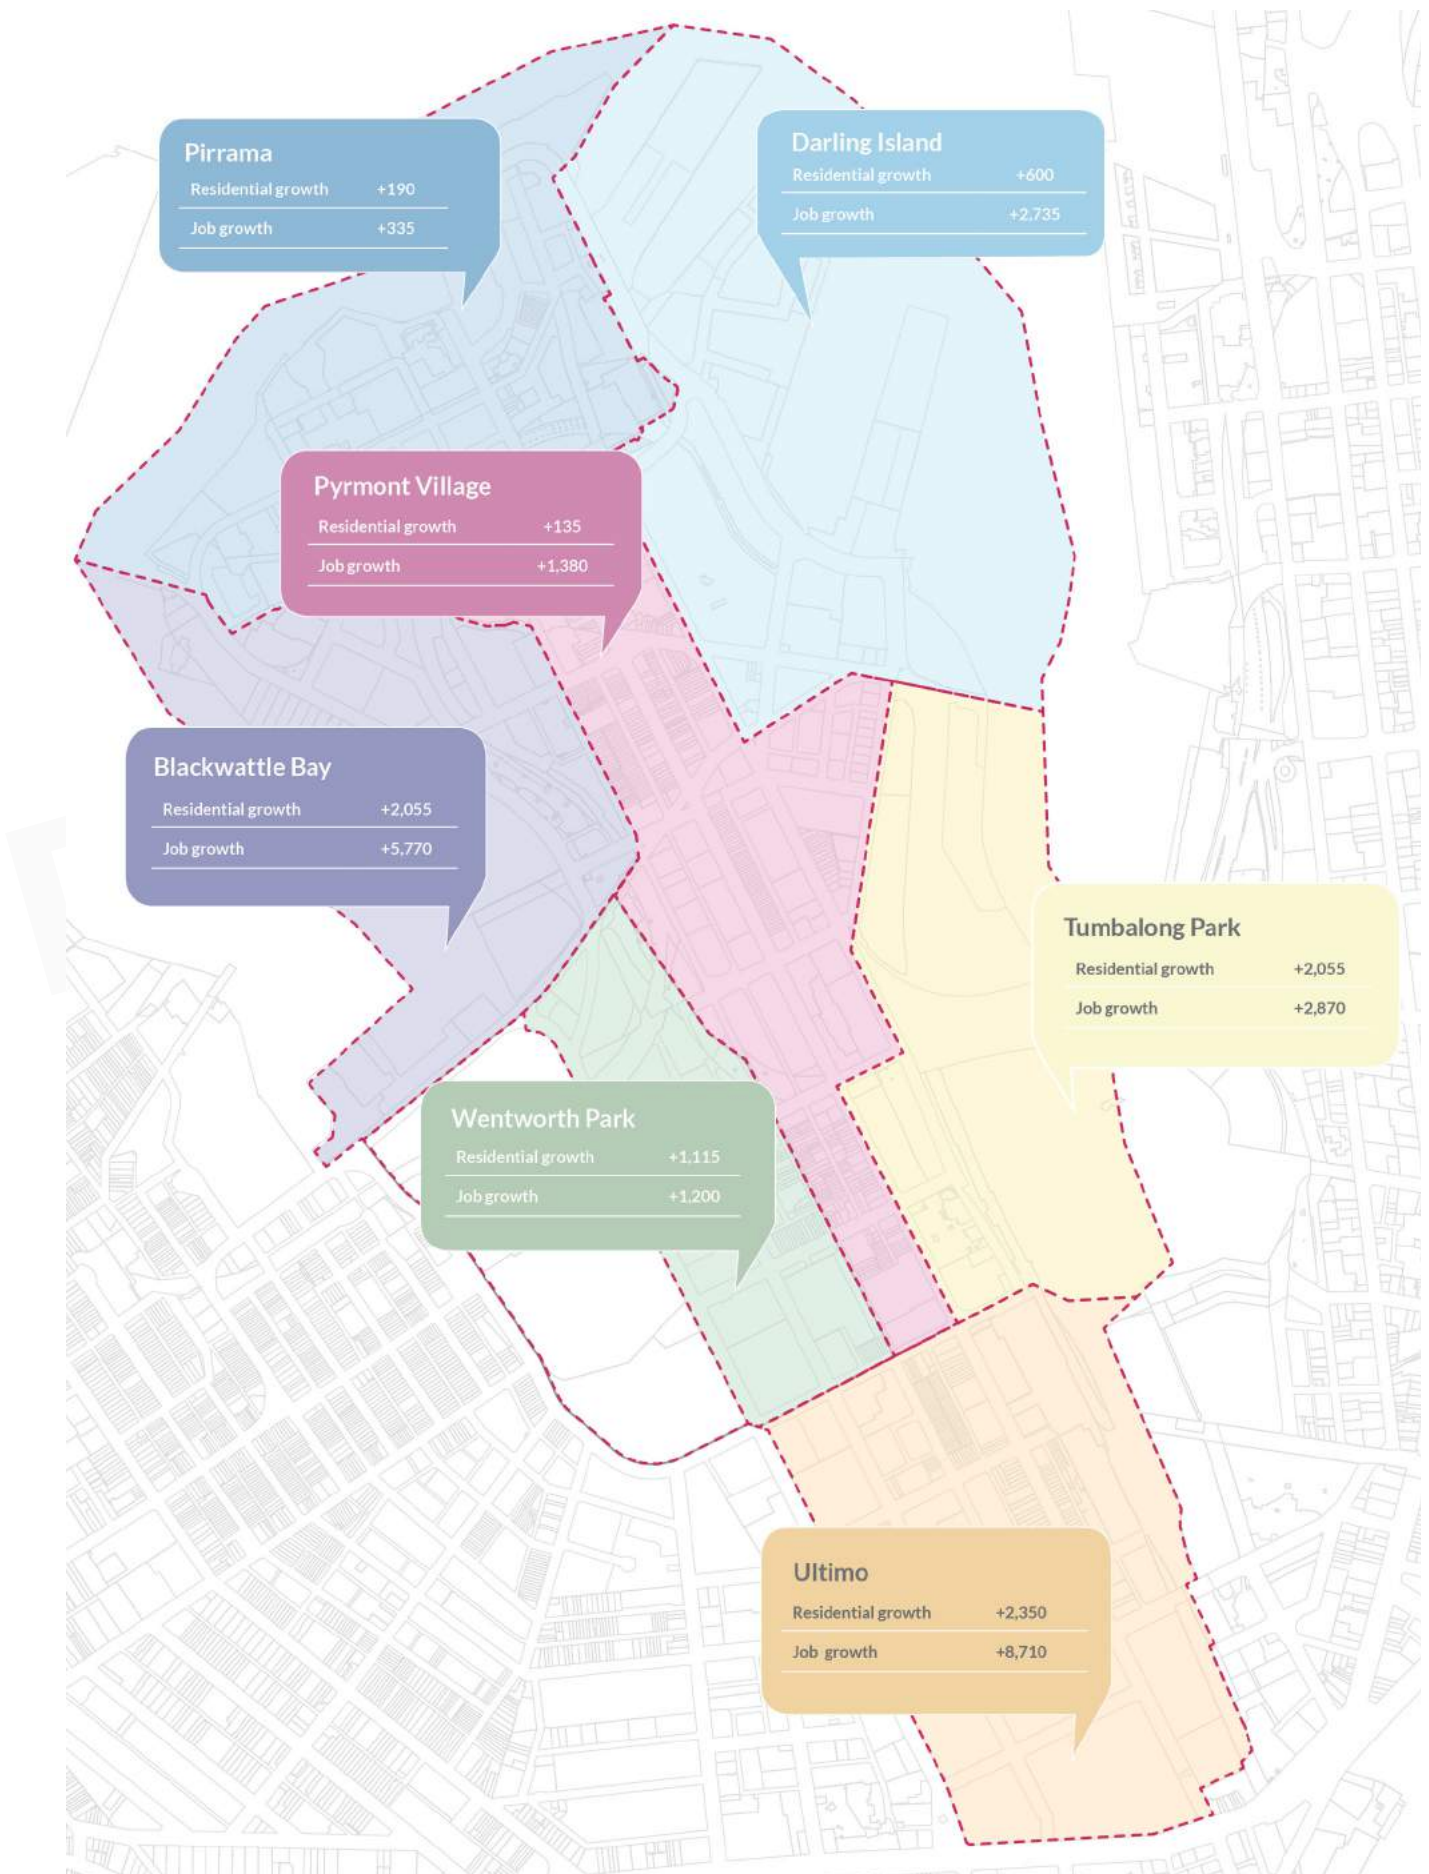 Pirrama
Residential growth +190
Job growth +335
Darling Island
Residential growth +600
Job growth +2,735
Pyrmont Village
Residential growth +135
Job growth +1,380
Blackwattle Bay
Residential growth +2,055
Job growth +5,770
Tumbalong Park
Residential growth +2,055
Job growth +2,870
Wentworth Park
Residential growth +1,115
Job growth +1,200
Ultimo
Residential growth +2,350
Job growth +8,710